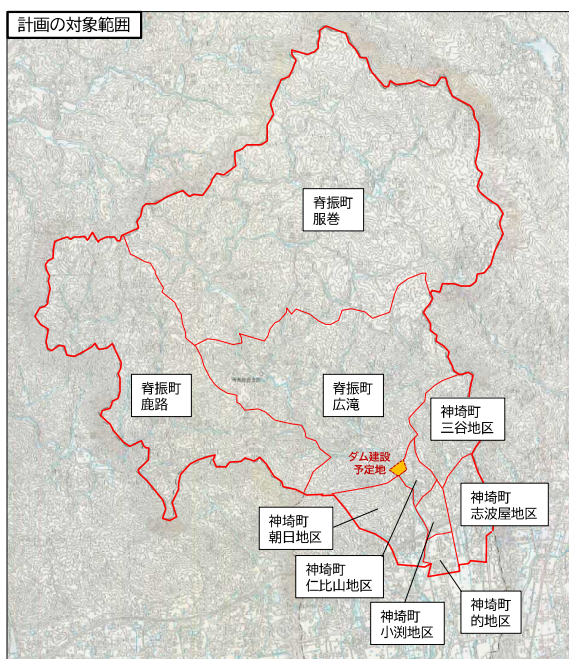 計画の対象範囲
脊振町
服巻
脊振町
鹿路
脊振町
広滝
神埼町
三谷地区
ダム建設
予定地
神埼町
志波屋地区
神埼町
朝日地区
神埼町
仁比山地区
神埼町
小渕地区
神埼町
的地区